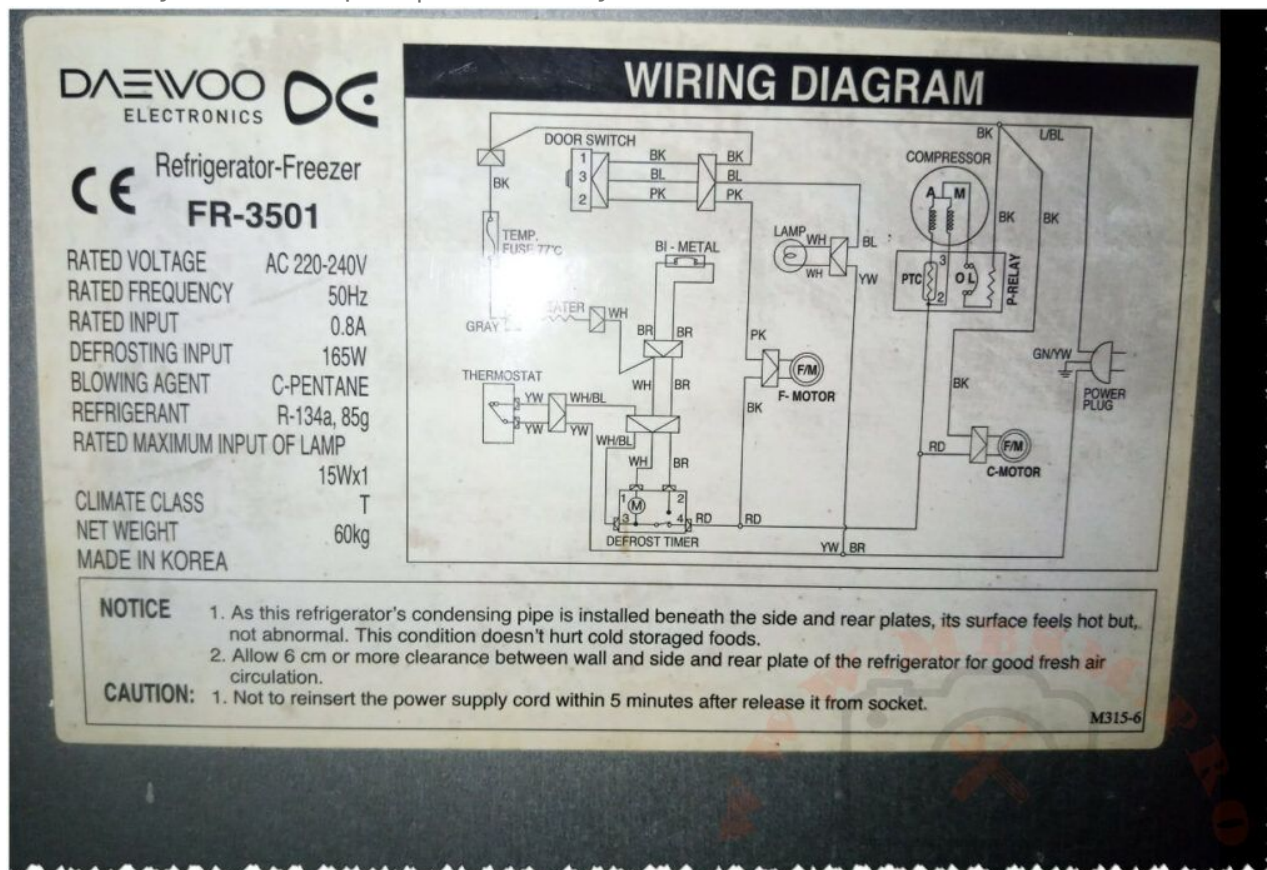 DAEWOO
ELECTRONICS
CE
Refrigerator-Freezer
FR-3501
RATED VOLTAGE AC 220-240V
RATED FREQUENCY 50Hz
RATED INPUT 0.8A
DEFROSTING INPUT 165W
BLOWING AGENT C-PENTANE
REFRIGERANT R-134a, 85g
RATED MAXIMUM INPUT OF LAMP
15Wx1
CLIMATE CLASS T
NET WEIGHT 60kg
MADE IN KOREA
WIRING DIAGRAM
BK L/BL
DOOR SWITCH
COMPRESSOR
1 BK BK
3 BL BL
2 PK PK
BK
A M
BK BK
TEMP.
FUSE 77°C
BI - METAL
LAMP WH BL
WH YW
PTC 3 2 OL P-RELAY
GRAY WH
BR BR
PK
GN/YW
THERMOSTAT
F/M
F- MOTOR
POWER
PLUG
YW WH/BL
YW YW
WH BR
BK
BK
WH/BL
RD F/M
C-MOTOR
WH BR
1 M 2
3 4 RD RD
DEFROST TIMER
YW BR
NOTICE 1. As this refrigerator's condensing pipe is installed beneath the side and rear plates, its surface feels hot but,
not abnormal. This condition doesn't hurt cold storaged foods.
2. Allow 6 cm or more clearance between wall and side and rear plate of the refrigerator for good fresh air
circulation.
CAUTION: 1. Not to reinsert the power supply cord within 5 minutes after release it from socket.
M315-6